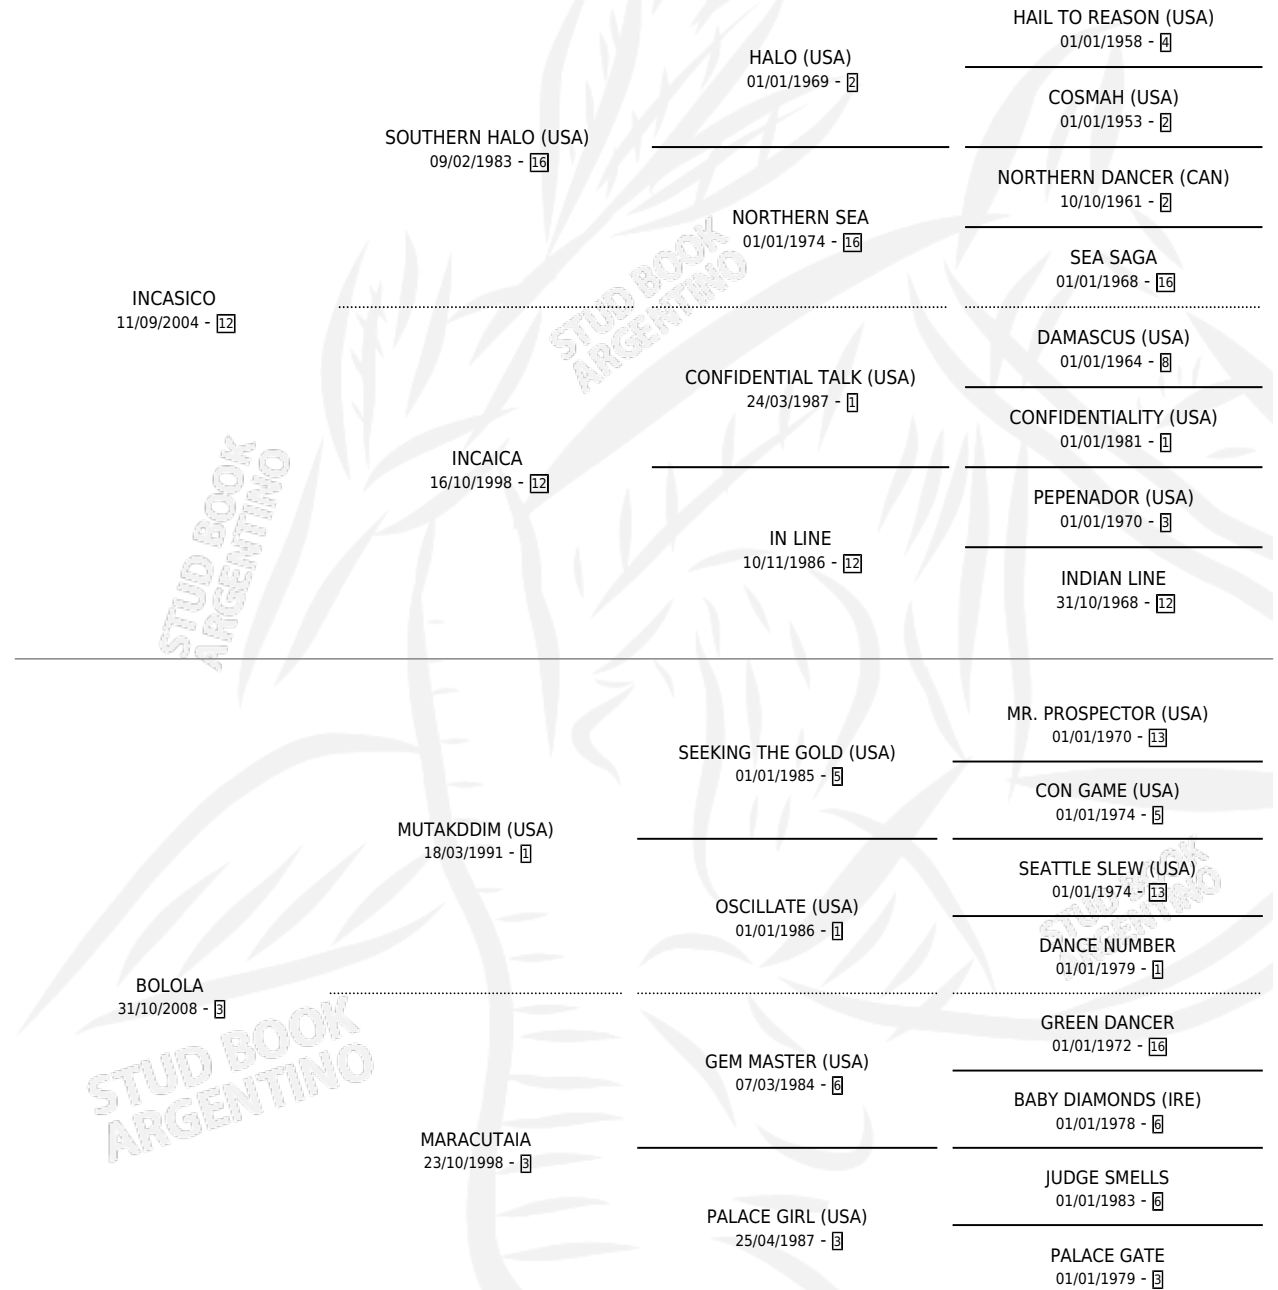 HAIL TO REASON (USA)
01/01/1958 - 4
HALO (USA)
01/01/1969 - 2
COSMAH (USA)
01/01/1953 - 2
SOUTHERN HALO (USA)
09/02/1983 - 16
NORTHERN DANCER (CAN)
10/10/1961 - 2
NORTHERN SEA
01/01/1974 - 16
SEA SAGA
01/01/1968 - 16
INCASICO
11/09/2004 - 12
STUD BOOK
ARGENTINO
DAMASCUS (USA)
01/01/1964 - 8
CONFIDENTIAL TALK (USA)
24/03/1987 - 1
CONFIDENTIALITY (USA)
01/01/1981 - 1
INCAICA
16/10/1998 - 12
PEPENADOR (USA)
01/01/1970 - 3
IN LINE
10/11/1986 - 12
INDIAN LINE
31/10/1968 - 12
STUD BOOK
ARGENTINO
MR. PROSPECTOR (USA)
01/01/1970 - 13
SEEKING THE GOLD (USA)
01/01/1985 - 5
CON GAME (USA)
01/01/1974 - 5
MUTAKDDIM (USA)
18/03/1991 - 1
SEATTLE SLEW (USA)
01/01/1974 - 13
OSCILLATE (USA)
01/01/1986 - 1
DANCE NUMBER
01/01/1979 - 1
STUD BOOK
ARGENTINO
BOLOLA
31/10/2008 - 3
GREEN DANCER
01/01/1972 - 16
GEM MASTER (USA)
07/03/1984 - 6
BABY DIAMONDS (IRE)
01/01/1978 - 6
STUD BOOK
ARGENTINO
MARACUTAIA
23/10/1998 - 3
JUDGE SMELLS
01/01/1983 - 6
PALACE GIRL (USA)
25/04/1987 - 3
PALACE GATE
01/01/1979 - 3